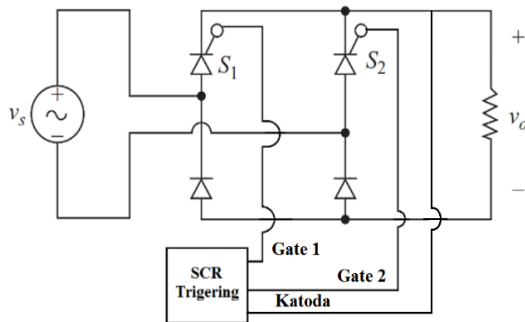 S1
S2
+
vs
+
−
vo
−
Gate 1
SCR
Trigering
Gate 2
Katoda